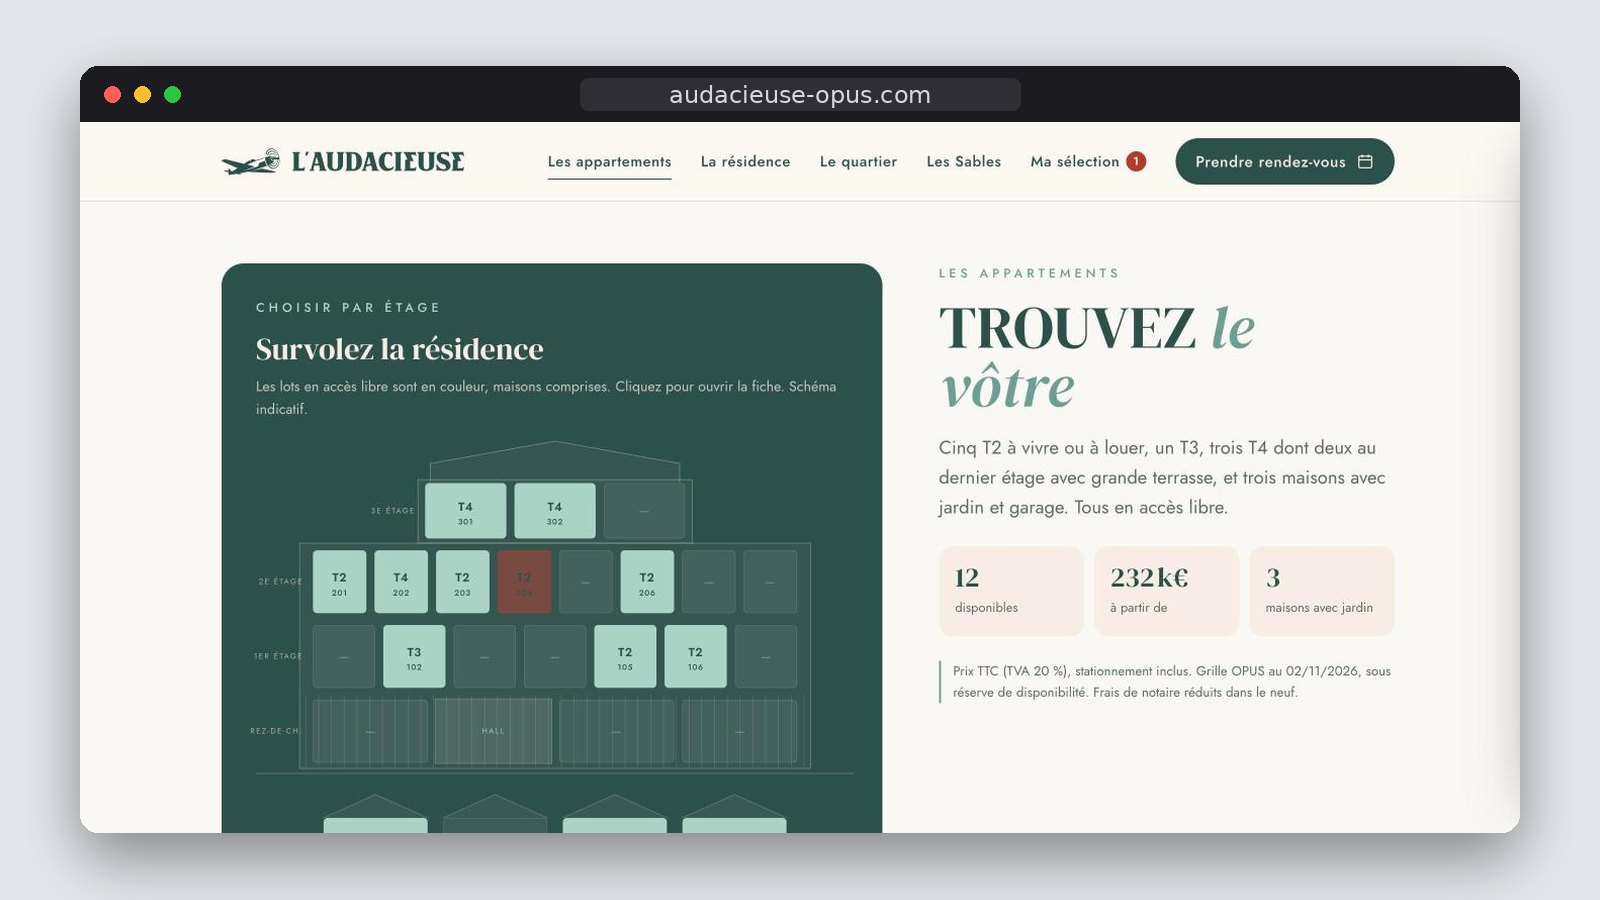 audacieuse-opus.com
L'AUDACIEUSE
Les appartements
La résidence
Le quartier
Les Sables
Ma sélection 1
Prendre rendez-vous
CHOISIR PAR ÉTAGE
Survolez la résidence
Les lots en accès libre sont en couleur, maisons comprises. Cliquez pour ouvrir la fiche. Schéma
indicatif.
3E ÉTAGE
T4
301
T4
302
—
2E ÉTAGE
T2
201
T4
202
T2
203
T2
—
T2
206
—
—
1ER ÉTAGE
—
T3
102
—
—
T2
105
T2
106
—
REZ-DE-CH.
—
HALL
—
—
LES APPARTEMENTS
TROUVEZ le
vôtre
Cinq T2 à vivre ou à louer, un T3, trois T4 dont deux au
dernier étage avec grande terrasse, et trois maisons avec
jardin et garage. Tous en accès libre.
12
disponibles
232 k€
à partir de
3
maisons avec jardin
Prix TTC (TVA 20 %), stationnement inclus. Grille OPUS au 02/11/2026, sous
réserve de disponibilité. Frais de notaire réduits dans le neuf.